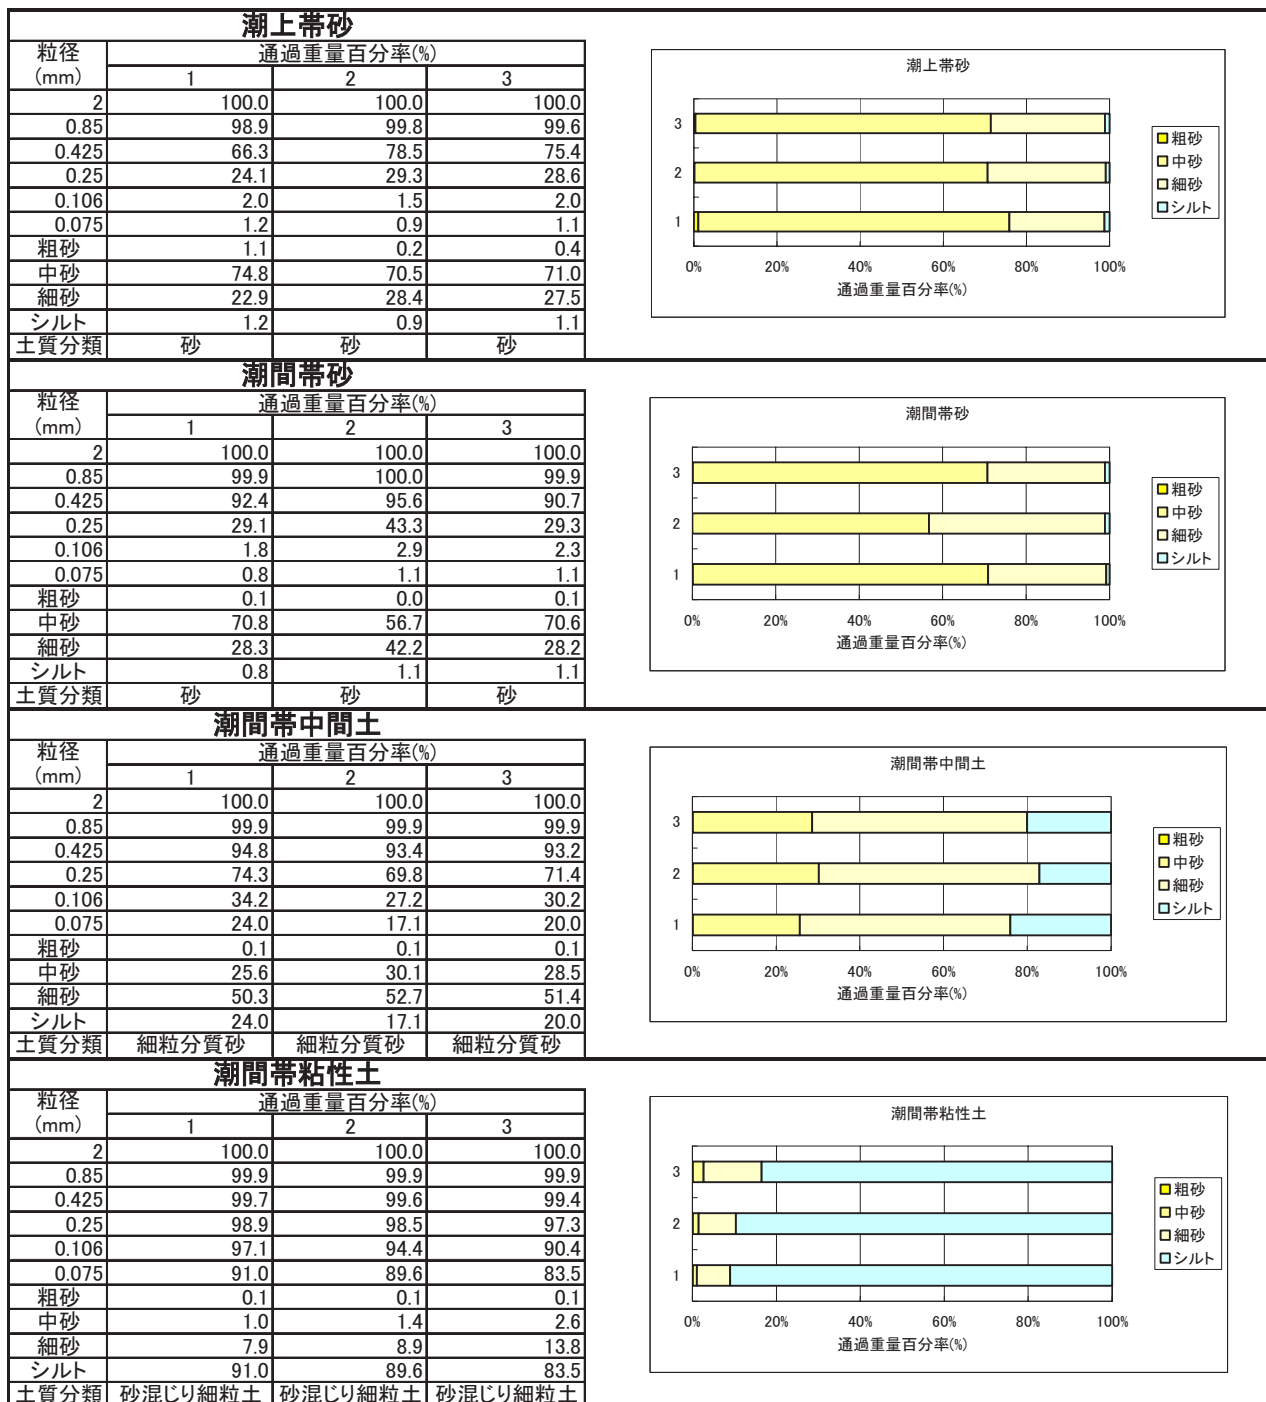 潮上帯砂
粒径 通過重量百分率(%)
(mm) 1 2 3
2 100.0 100.0 100.0
0.85 98.9 99.8 99.6
0.425 66.3 78.5 75.4
0.25 24.1 29.3 28.6
0.106 2.0 1.5 2.0
0.075 1.2 0.9 1.1
粗砂 1.1 0.2 0.4
中砂 74.8 70.5 71.0
細砂 22.9 28.4 27.5
シルト 1.2 0.9 1.1
土質分類 砂 砂 砂
潮上帯砂
3
2
1
0% 20% 40% 60% 80% 100%
通過重量百分率(%)
粗砂
中砂
細砂
シルト
潮間帯砂
粒径 通過重量百分率(%)
(mm) 1 2 3
2 100.0 100.0 100.0
0.85 99.9 100.0 99.9
0.425 92.4 95.6 90.7
0.25 29.1 43.3 29.3
0.106 1.8 2.9 2.3
0.075 0.8 1.1 1.1
粗砂 0.1 0.0 0.1
中砂 70.8 56.7 70.6
細砂 28.3 42.2 28.2
シルト 0.8 1.1 1.1
土質分類 砂 砂 砂
潮間帯砂
3
2
1
0% 20% 40% 60% 80% 100%
通過重量百分率(%)
粗砂
中砂
細砂
シルト
潮間帯中間土
粒径 通過重量百分率(%)
(mm) 1 2 3
2 100.0 100.0 100.0
0.85 99.9 99.9 99.9
0.425 94.8 93.4 93.2
0.25 74.3 69.8 71.4
0.106 34.2 27.2 30.2
0.075 24.0 17.1 20.0
粗砂 0.1 0.1 0.1
中砂 25.6 30.1 28.5
細砂 50.3 52.7 51.4
シルト 24.0 17.1 20.0
土質分類 細粒分質砂 細粒分質砂 細粒分質砂
潮間帯中間土
3
2
1
0% 20% 40% 60% 80% 100%
通過重量百分率(%)
粗砂
中砂
細砂
シルト
潮間帯粘性土
粒径 通過重量百分率(%)
(mm) 1 2 3
2 100.0 100.0 100.0
0.85 99.9 99.9 99.9
0.425 99.7 99.6 99.4
0.25 98.9 98.5 97.3
0.106 97.1 94.4 90.4
0.075 91.0 89.6 83.5
粗砂 0.1 0.1 0.1
中砂 1.0 1.4 2.6
細砂 7.9 8.9 13.8
シルト 91.0 89.6 83.5
土質分類 砂混じり細粒土 砂混じり細粒土 砂混じり細粒土
潮間帯粘性土
3
2
1
0% 20% 40% 60% 80% 100%
通過重量百分率(%)
粗砂
中砂
細砂
シルト